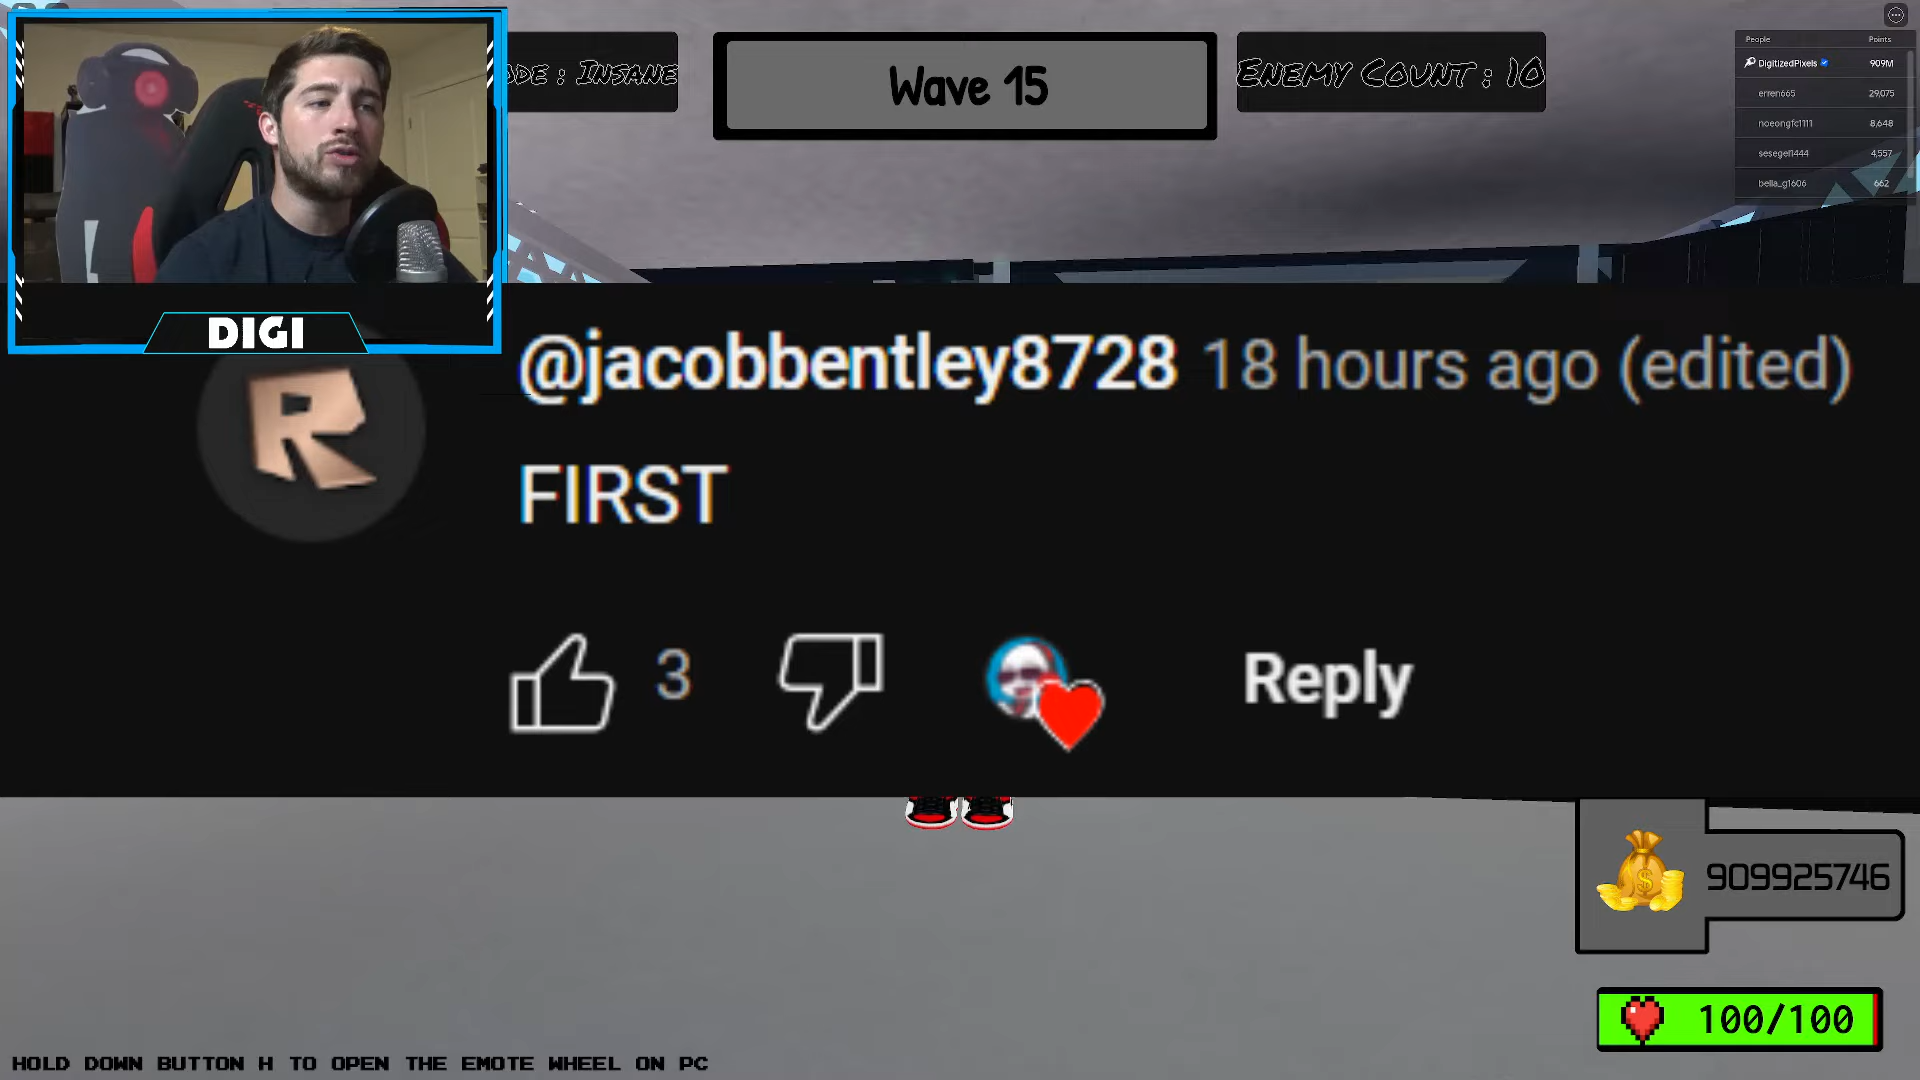 ODE : INSANE
Wave 15
ENEMY COUNT : 10
People Points
DigitizedPixels 909M
erren665 29,075
noeongfc1111 8,648
4,557
bella_g1606 662
DIGI
@jacobbentley8728 18 hours ago (edited)
FIRST
3
Reply
909925746
100/100
HOLD DOWN BUTTON H TO OPEN THE EMOTE WHEEL ON PC